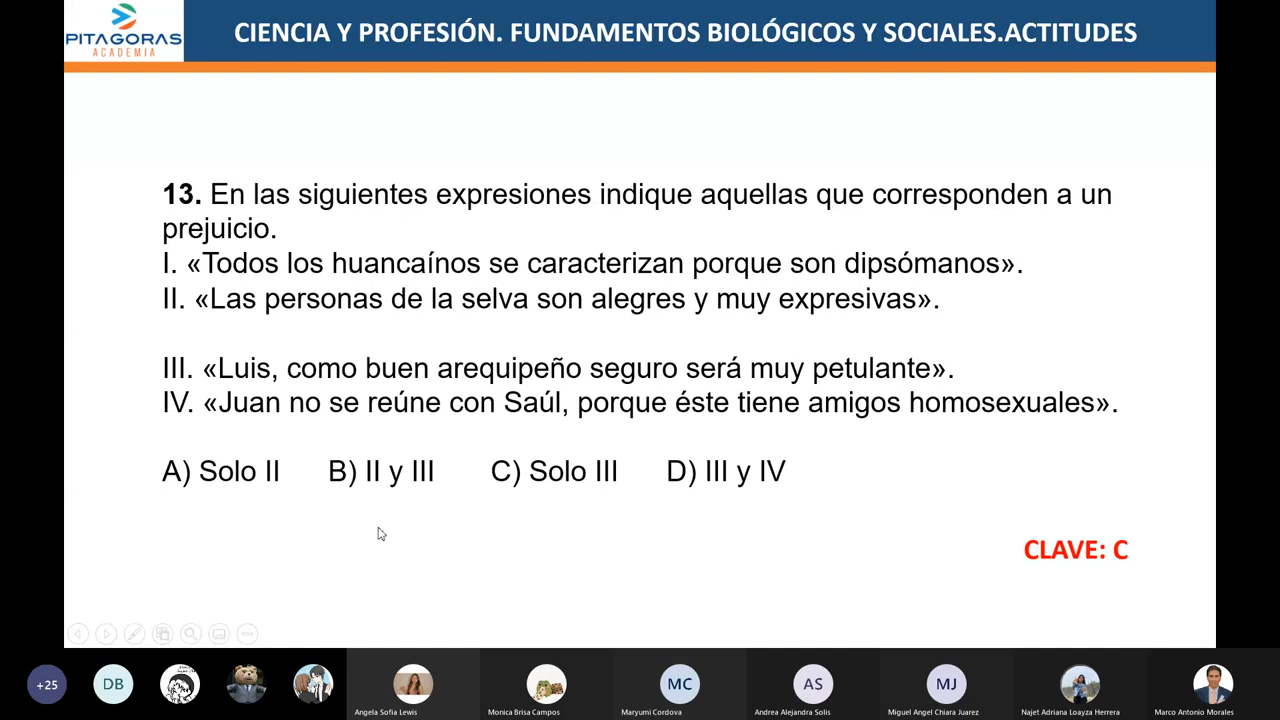 PITAGORAS
ACADEMIA
CIENCIA Y PROFESIÓN. FUNDAMENTOS BIOLÓGICOS Y SOCIALES.ACTITUDES
13. En las siguientes expresiones indique aquellas que corresponden a un
prejuicio.
I. «Todos los huancaínos se caracterizan porque son dipsómanos».
II. «Las personas de la selva son alegres y muy expresivas».
III. «Luis, como buen arequipeño seguro será muy petulante».
IV. «Juan no se reúne con Saúl, porque éste tiene amigos homosexuales».
A) Solo II B) II y III C) Solo III D) III y IV
CLAVE: C
+25 DB MC AS MJ
Angela Sofia Lewis Monica Brisa Campos Maryumi Cordova Andrea Alejandra Solis Miguel Angel Chiara Juarez Najet Adriana Loayza Herrera Marco Antonio Morales